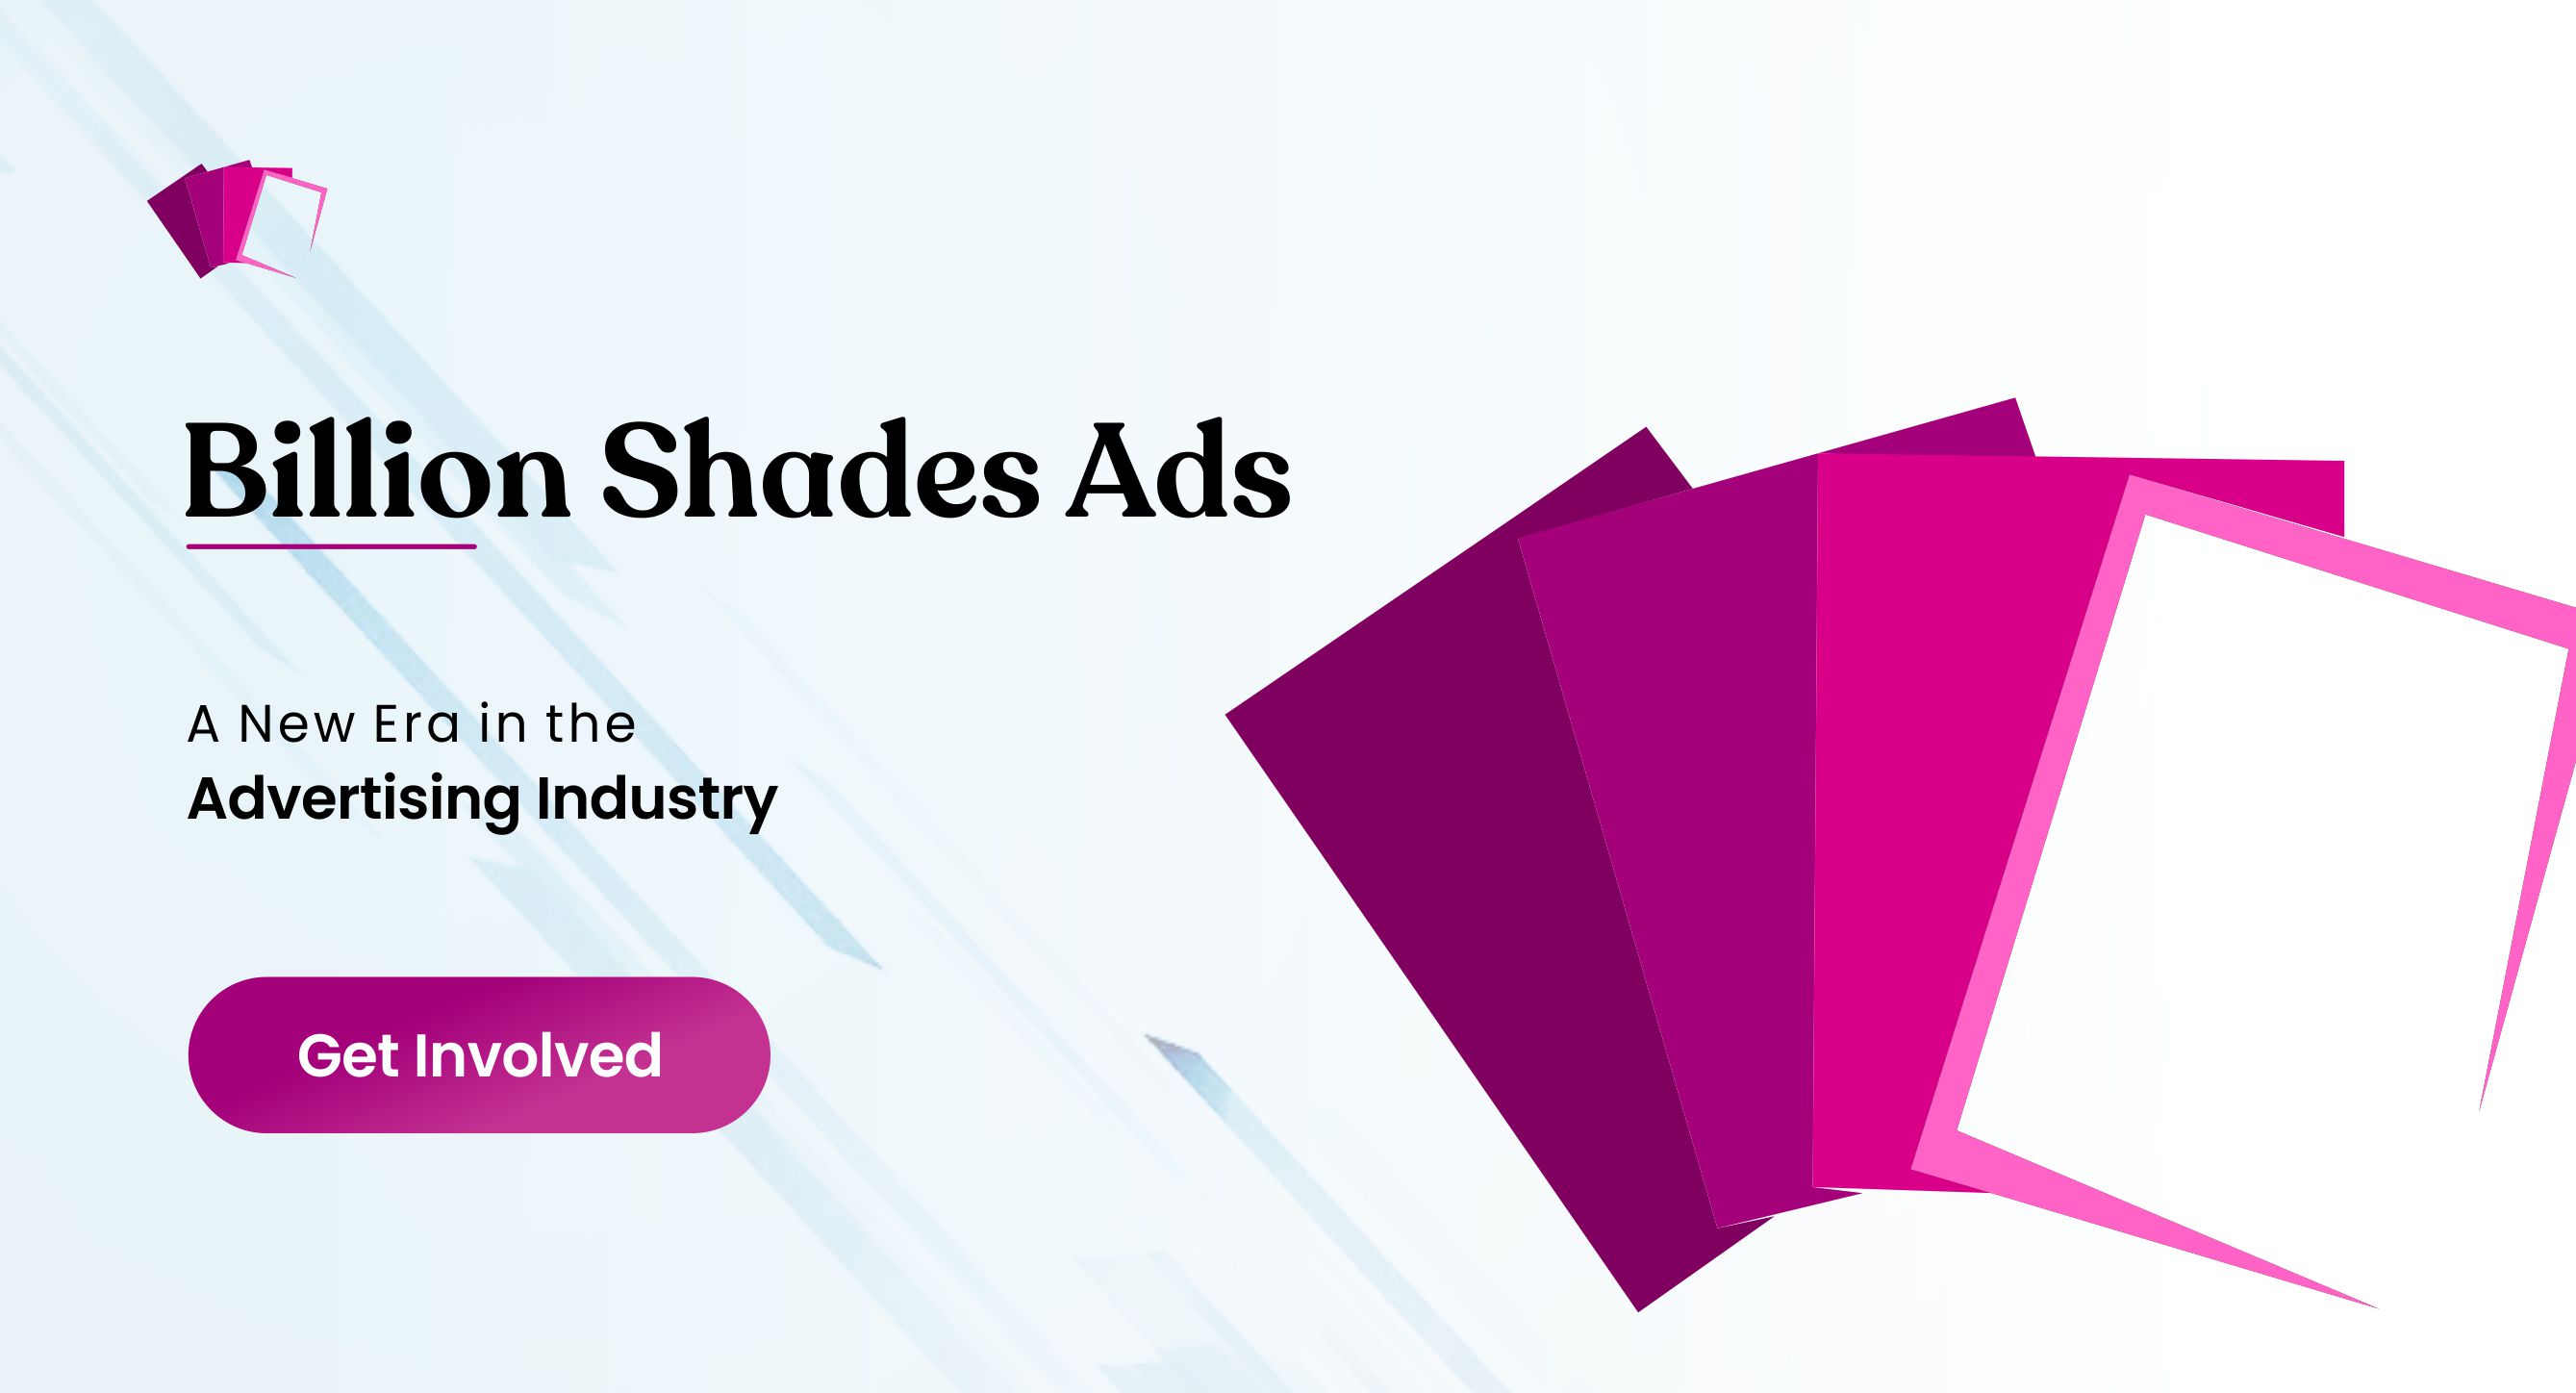 Billion Shades Ads
A New Era in the
Advertising Industry
Get Involved